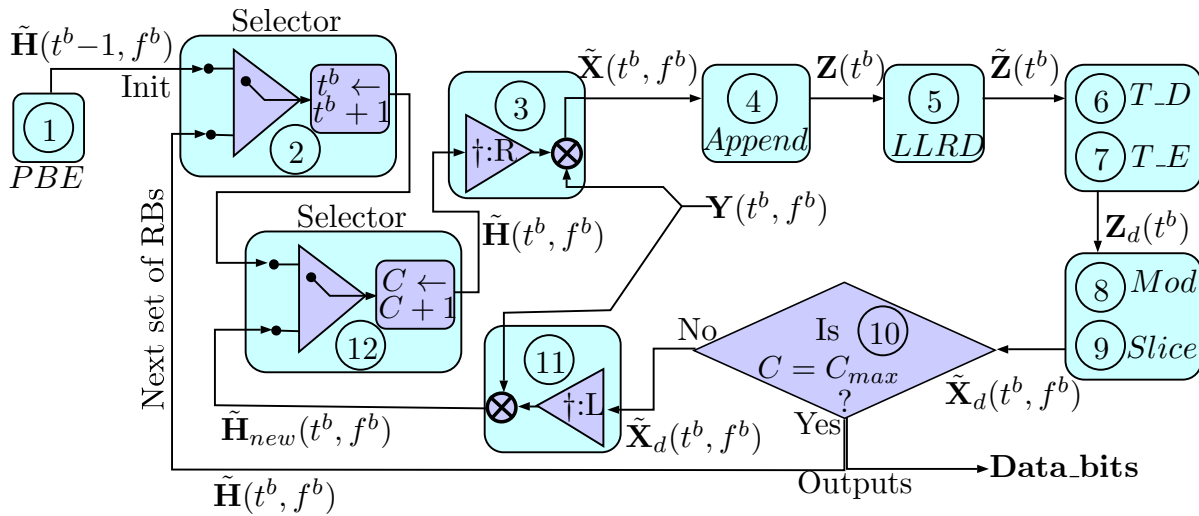 Selector
H̃(t^b−1, f^b)
Init
1
PBE
t^b ←
t^b + 1
2
3
†:R
X̃(t^b, f^b)
4
Append
Z(t^b)
5
LLRD
Z̃(t^b)
6 T_D
7 T_E
Z_d(t^b)
Y(t^b, f^b)
H̃(t^b, f^b)
Selector
C ←
C + 1
12
Next set of RBs
8 Mod
9 Slice
X̃_d(t^b, f^b)
Is 10
C = C_max
?
No
Yes
11
†:L
X̃_d(t^b, f^b)
H̃_new(t^b, f^b)
H̃(t^b, f^b)
Outputs
Data_bits